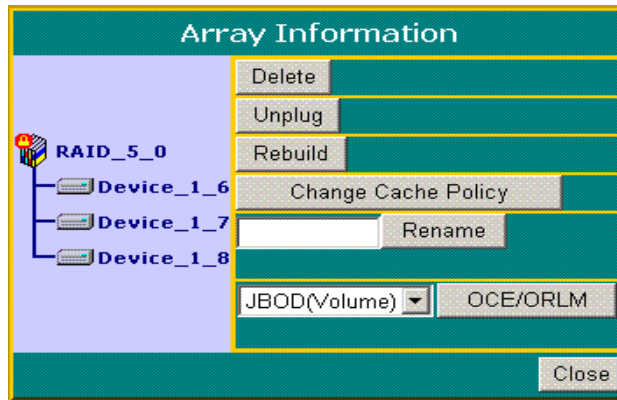 Array Information
Delete
Unplug
RAID_5_0
Rebuild
Device_1_6
Change Cache Policy
Device_1_7
Rename
Device_1_8
JBOD(Volume)
OCE/ORLM
Close